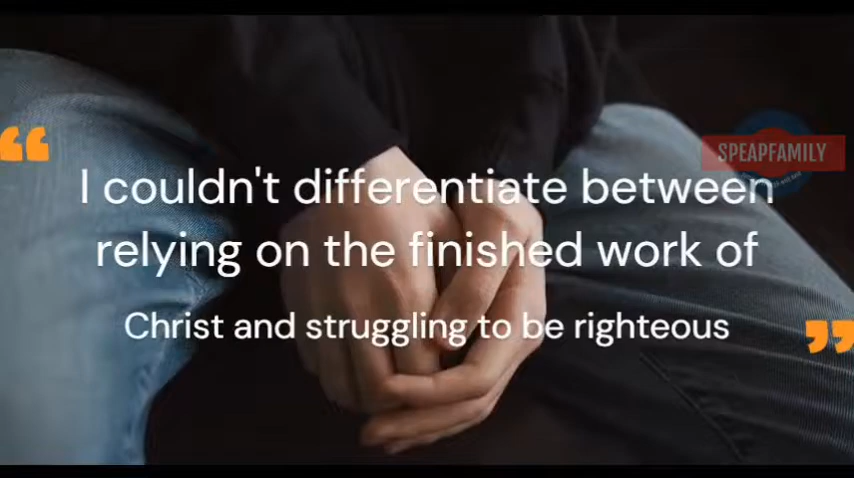 “
SPEAPFAMILY
I couldn't differentiate between
relying on the finished work of
Christ and struggling to be righteous
”